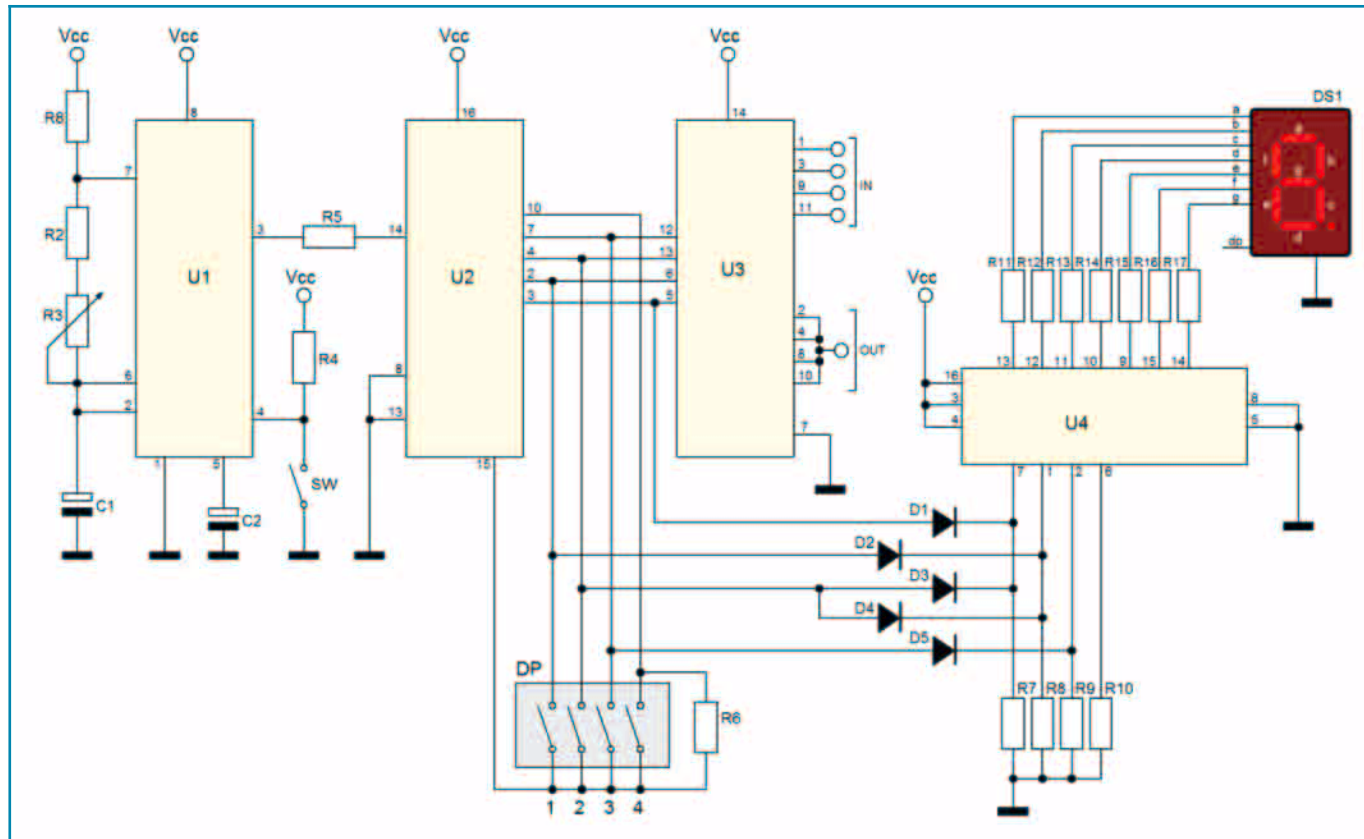 Vcc
Vcc
Vcc
Vcc
DS1
R8
8
16
14
a
b
c
d
e
f
g
dp
1
3
9
11
IN
7
R2
3
R5
14
10
7
4
2
3
12
13
6
5
U1
U2
U3
R3
Vcc
R4
Vcc
R11
R12
R13
R14
R15
R16
R17
2
4
8
10
OUT
13
12
11
10
9
15
14
6
2
4
8
13
16
3
4
U4
8
5
7
1
5
15
SW
7
1
2
6
C1
C2
D1
D2
D3
D4
D5
DP
R6
R7
R8
R9
R10
1 2 3 4